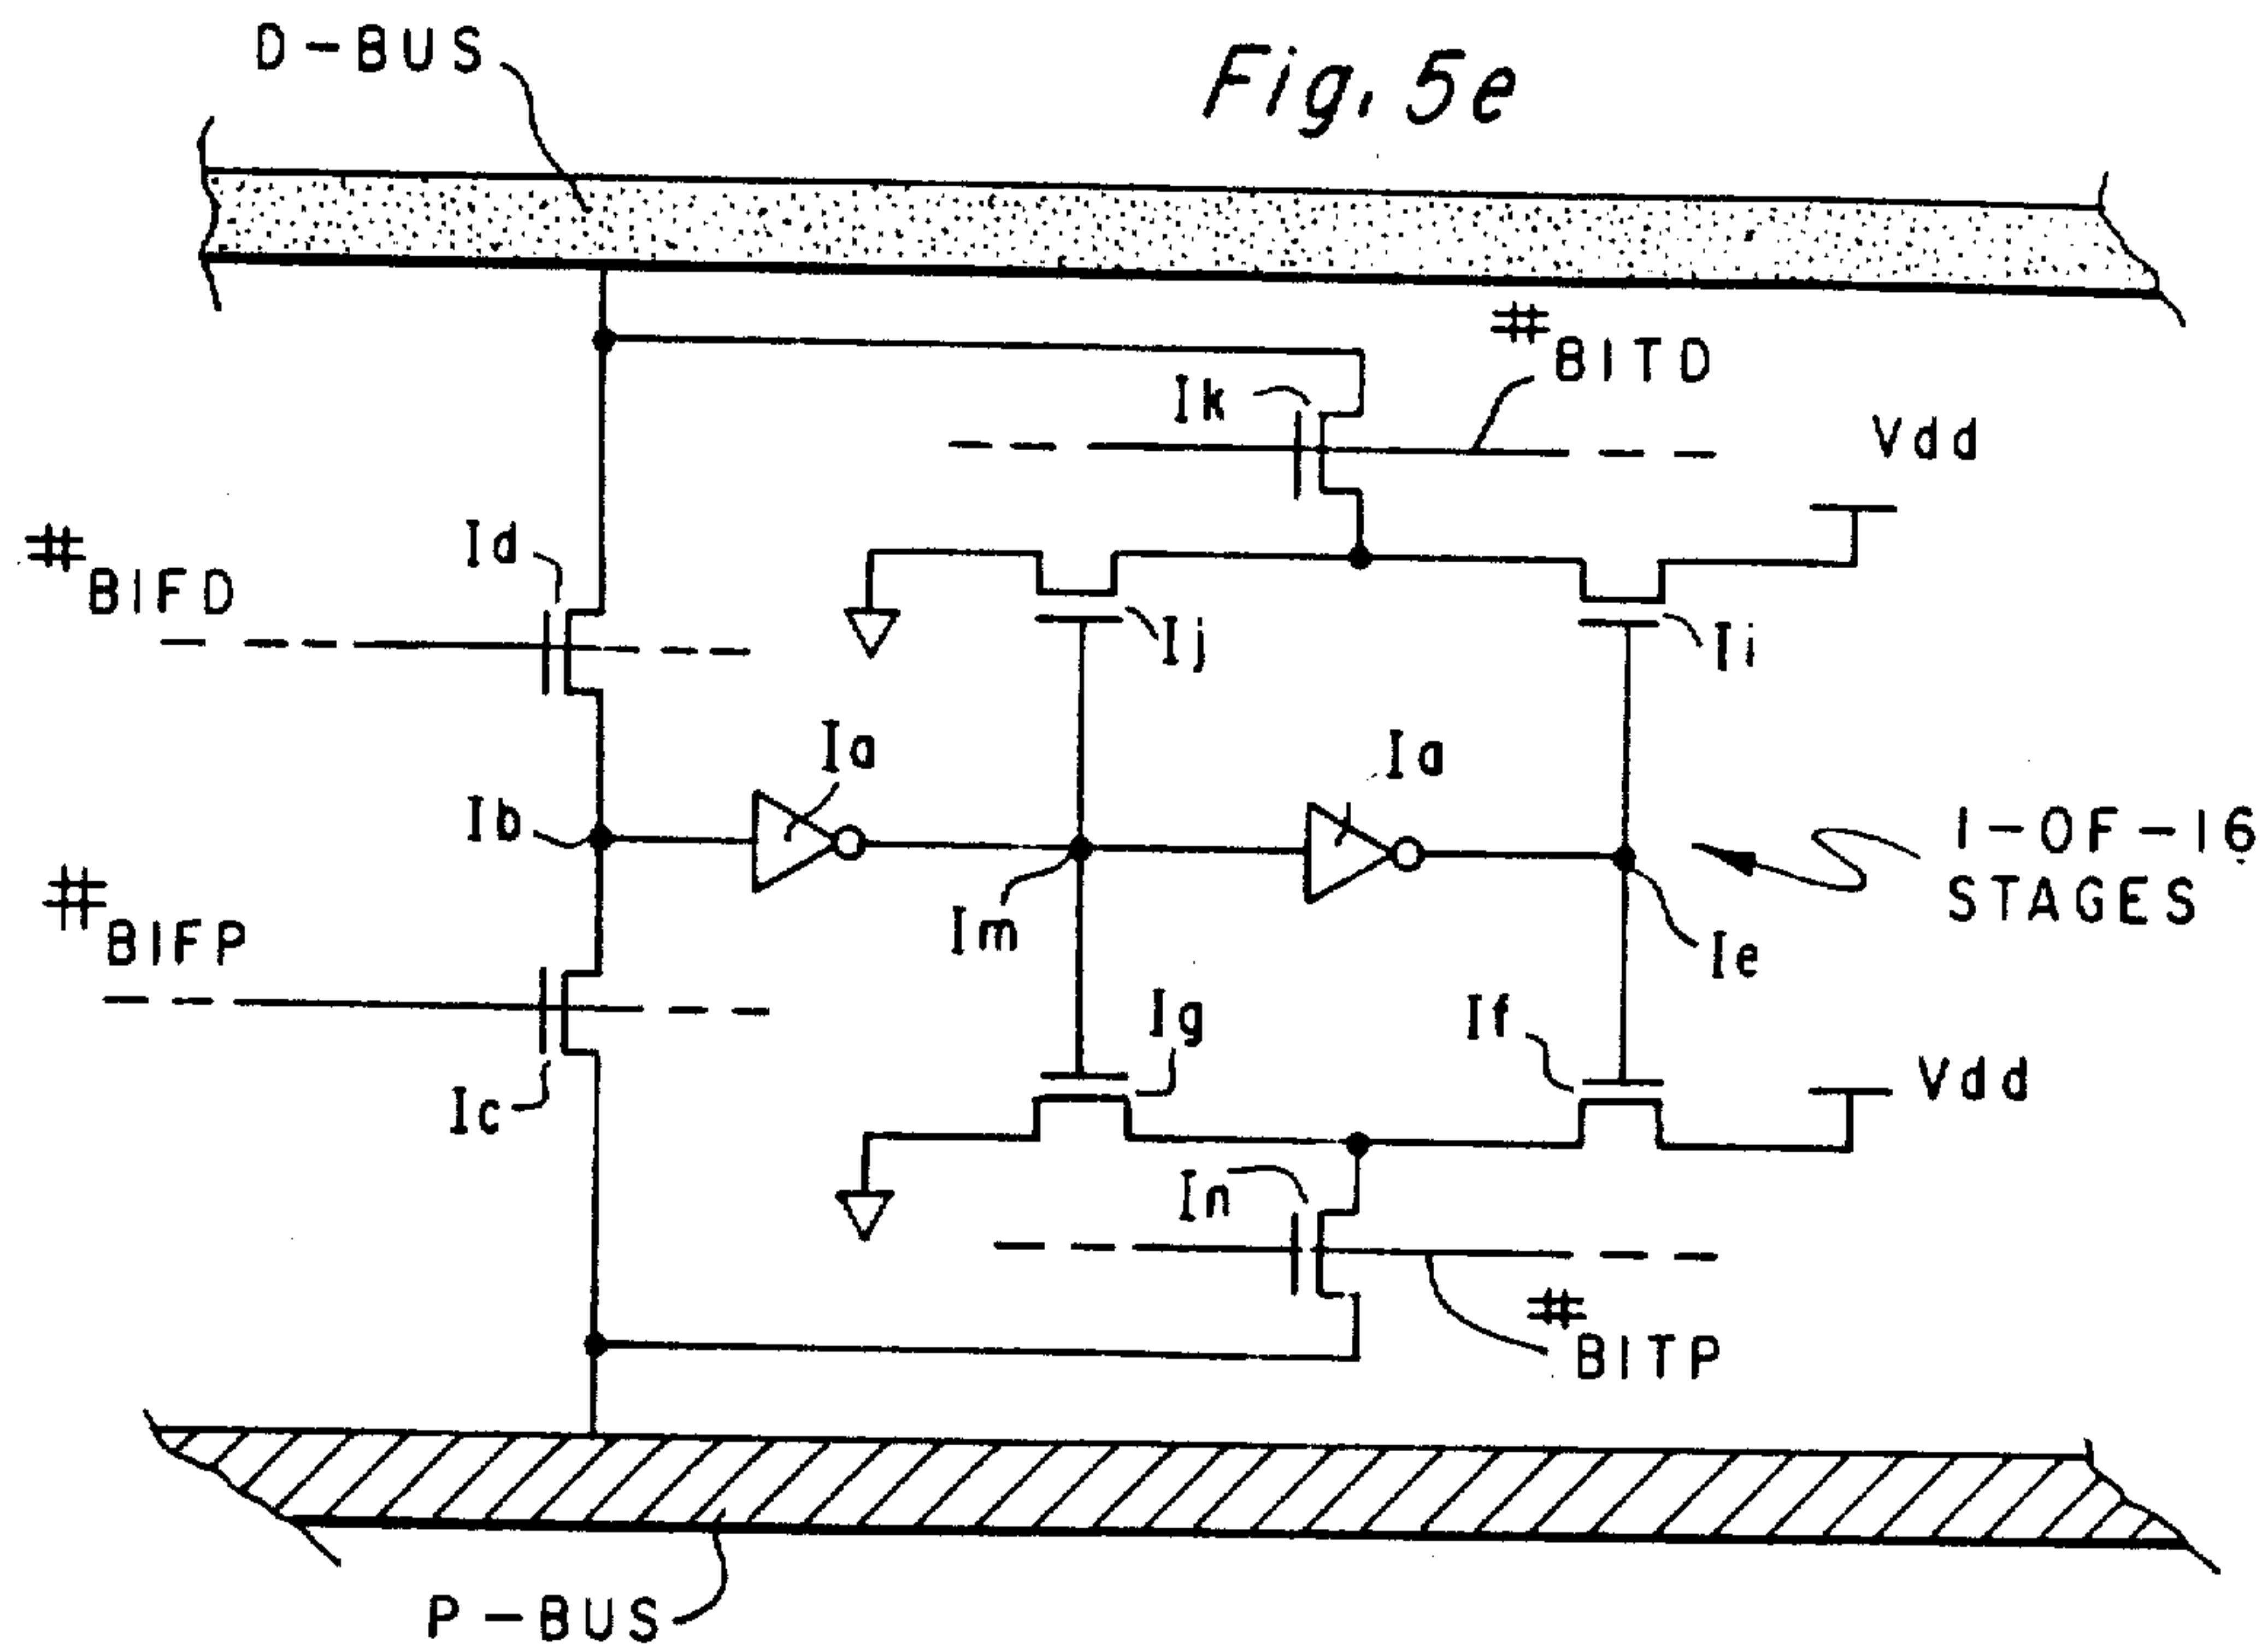 D-BUS
Fig. 5e
#BITD
Ik
Vdd
Id
#BIFD
Ij
Ii
Ia
Ia
Ib
1-OF-16
STAGES
#BIFP
Im
Ie
Ig
If
Ic
Vdd
In
#BITP
P-BUS